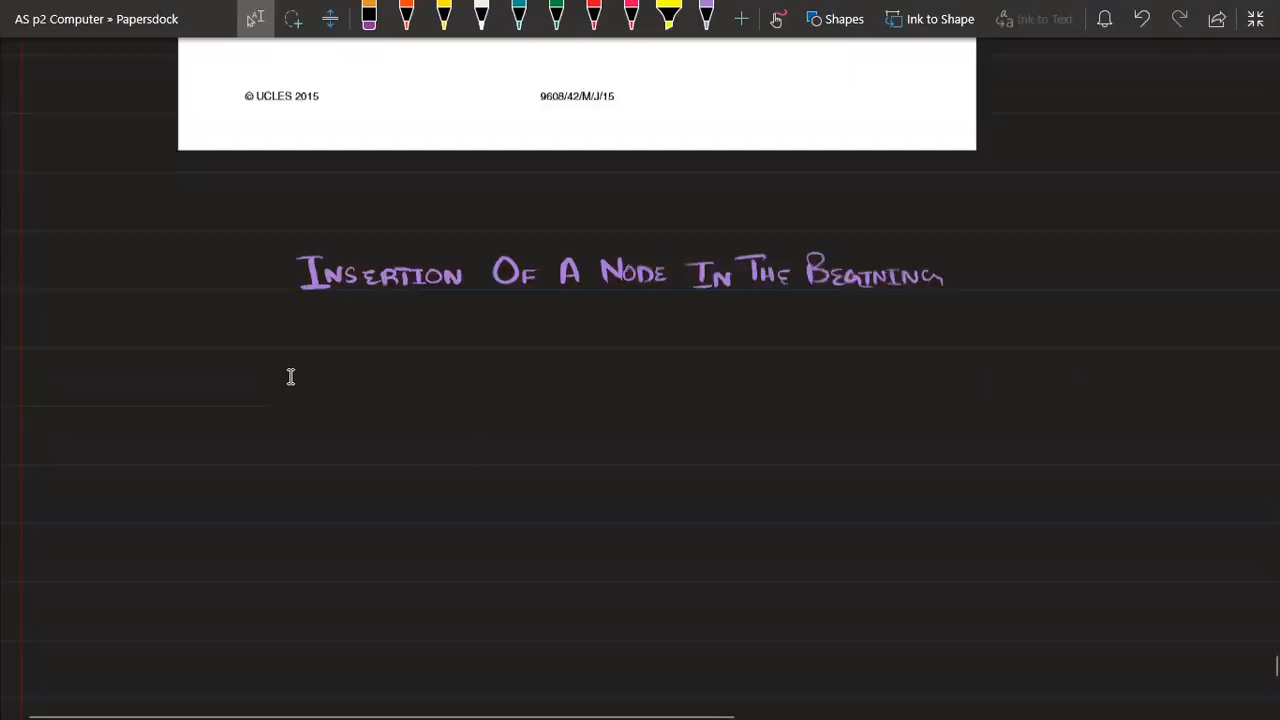 AS p2 Computer » Papersdock
Shapes
Ink to Shape
Ink to Text
© UCLES 2015
9608/42/M/J/15
INSERTION OF A NODE IN THE BEGINING